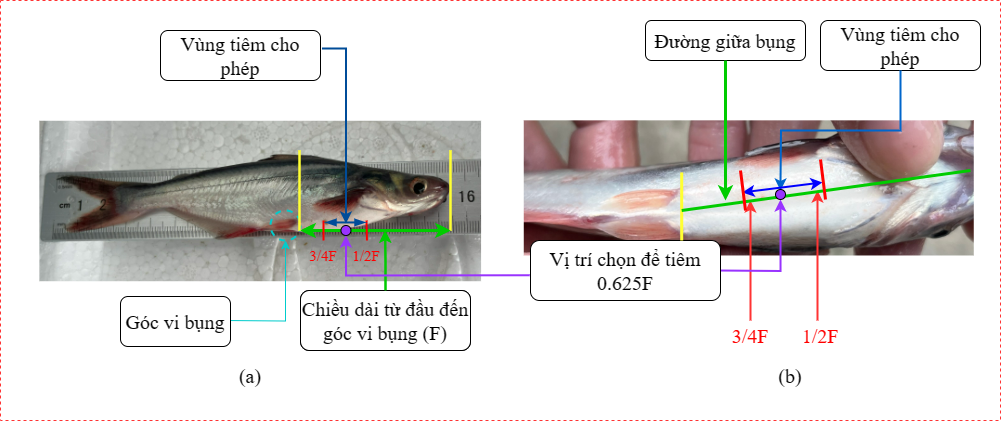 Vùng tiêm cho
phép
Đường giữa bụng
Vùng tiêm cho
phép
cm 1 2
16
3/4F
1/2F
Vị trí chọn để tiêm
0.625F
Góc vi bụng
Chiều dài từ đầu đến
góc vi bụng (F)
3/4F
1/2F
(a)
(b)